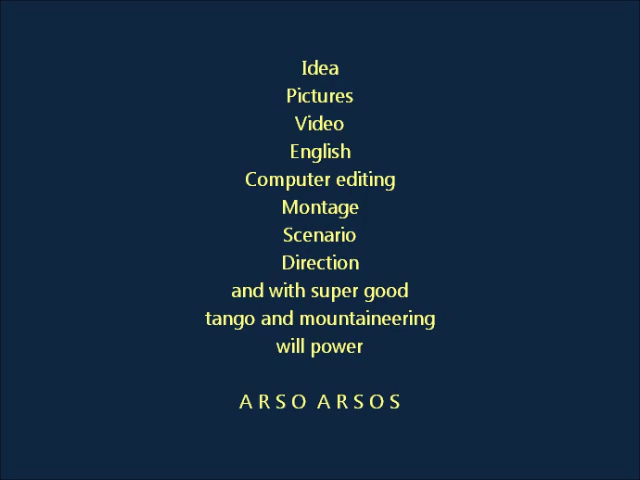 Idea
Pictures
Video
English
Computer editing
Montage
Scenario
Direction
and with super good
tango and mountaineering
will power
A R S O  A R S O S